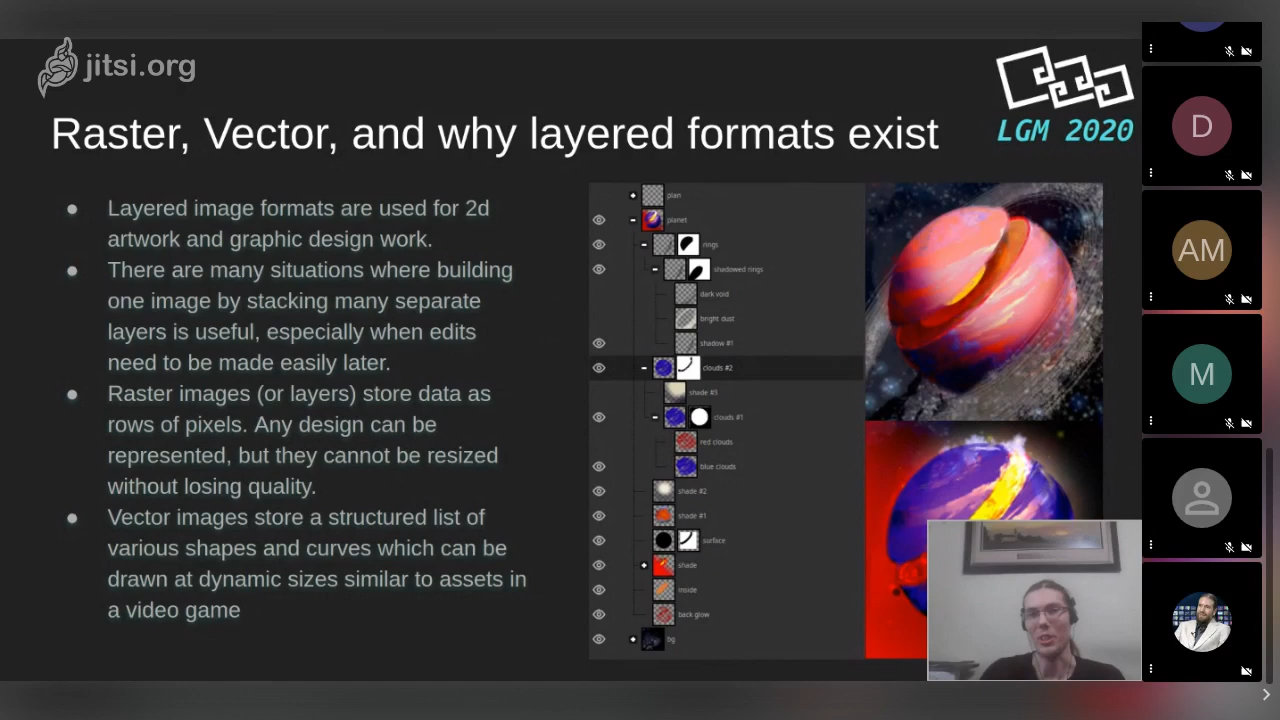 jitsi.org
LGM 2020
Raster, Vector, and why layered formats exist
Layered image formats are used for 2d
artwork and graphic design work.
There are many situations where building
one image by stacking many separate
layers is useful, especially when edits
need to be made easily later.
Raster images (or layers) store data as
rows of pixels. Any design can be
represented, but they cannot be resized
without losing quality.
Vector images store a structured list of
various shapes and curves which can be
drawn at dynamic sizes similar to assets in
a video game
plan
planet
rings
shadowed rings
dark void
bright dust
shadow #1
clouds #2
shade #3
clouds #1
red clouds
blue clouds
shade #2
shade #1
surface
shade
inside
back glow
bg
D
AM
M